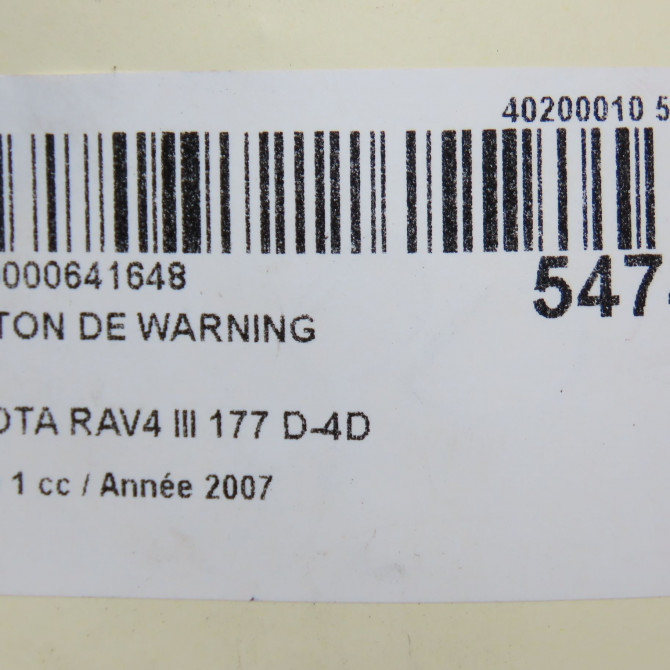 40200010 5
000641648
547
TON DE WARNING
OTA RAV4 III 177 D-4D
1 cc / Année 2007